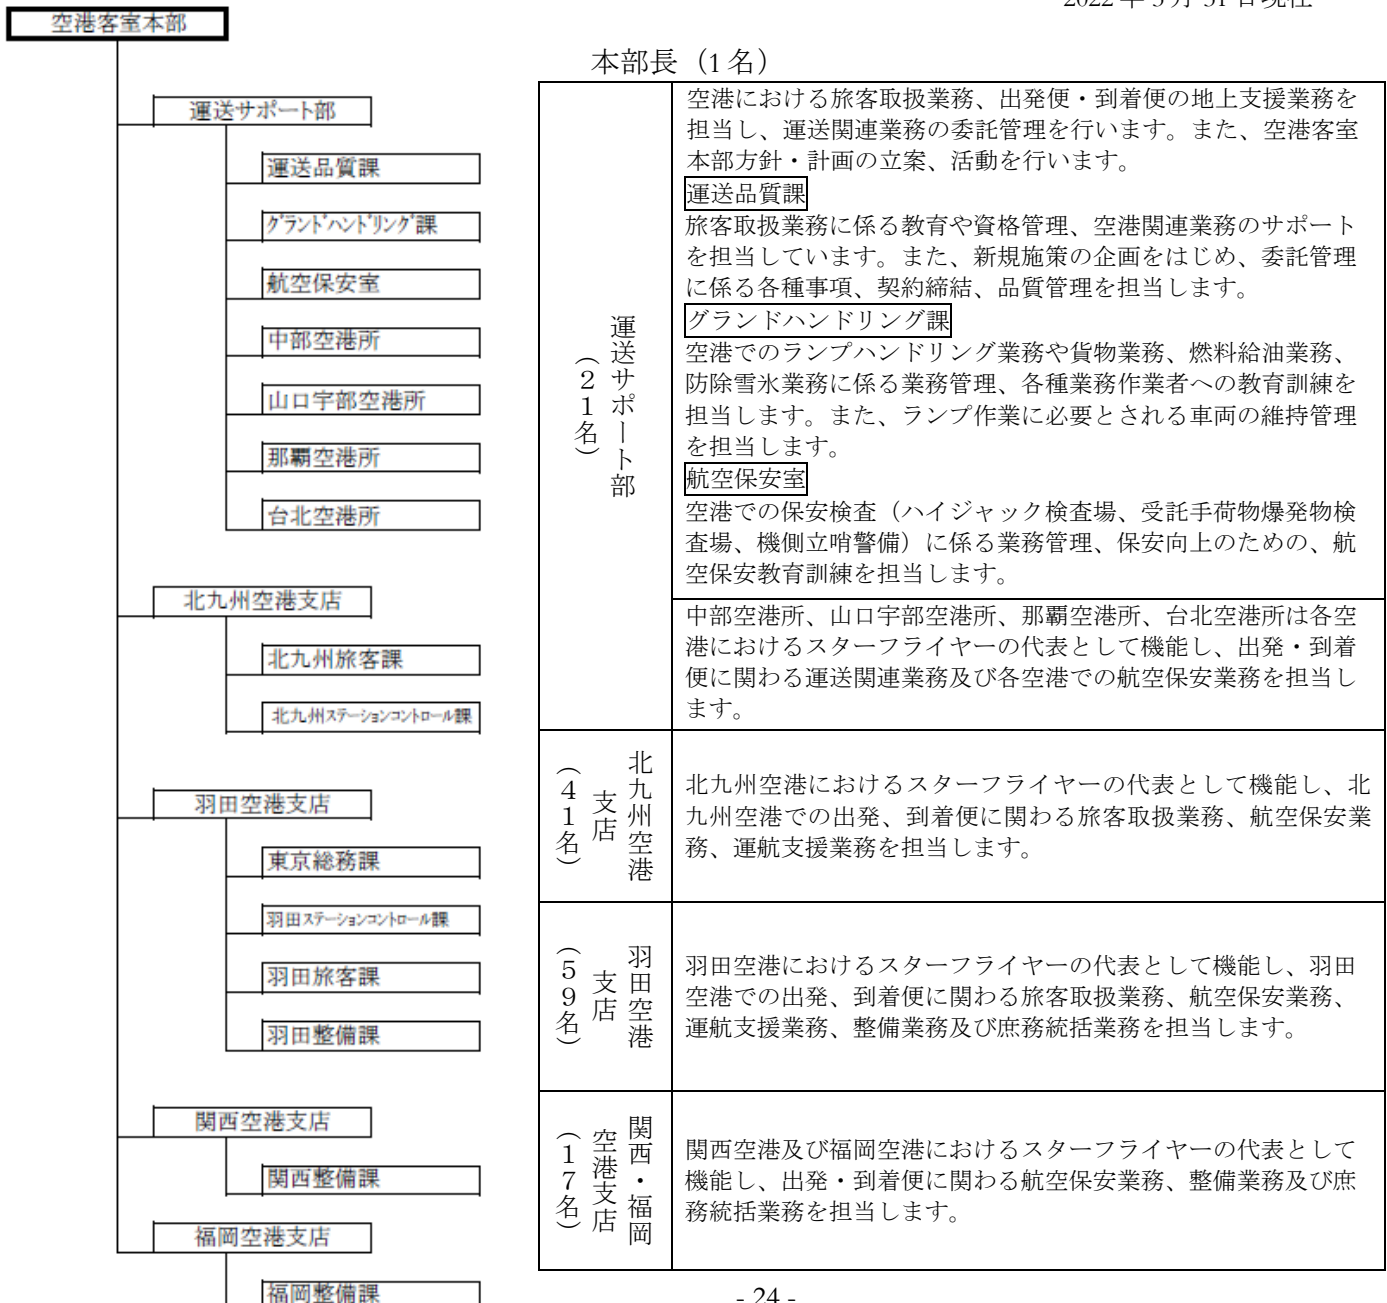 2022 年 3 月 31 日現在
空港客室本部
運送サポート部
運送品質課
グランドハンドリング課
航空保安室
中部空港所
山口宇部空港所
那覇空港所
台北空港所
北九州空港支店
北九州旅客課
北九州ステーションコントロール課
羽田空港支店
東京総務課
羽田ステーションコントロール課
羽田旅客課
羽田整備課
関西空港支店
関西整備課
福岡空港支店
福岡整備課
本部長（1 名）
運送サポート部
（２１名）
空港における旅客取扱業務、出発便・到着便の地上支援業務を
担当し、運送関連業務の委託管理を行います。また、空港客室
本部方針・計画の立案、活動を行います。
運送品質課
旅客取扱業務に係る教育や資格管理、空港関連業務のサポート
を担当しています。また、新規施策の企画をはじめ、委託管理
に係る各種事項、契約締結、品質管理を担当します。
グランドハンドリング課
空港でのランプハンドリング業務や貨物業務、燃料給油業務、
防除雪氷業務に係る業務管理、各種業務作業者への教育訓練を
担当します。また、ランプ作業に必要とされる車両の維持管理
を担当します。
航空保安室
空港での保安検査（ハイジャック検査場、受託手荷物爆発物検
査場、機側立哨警備）に係る業務管理、保安向上のための、航
空保安教育訓練を担当します。
中部空港所、山口宇部空港所、那覇空港所、台北空港所は各空
港におけるスターフライヤーの代表として機能し、出発・到着
便に関わる運送関連業務及び各空港での航空保安業務を担当し
ます。
北九州空港
支店
（４１名）
北九州空港におけるスターフライヤーの代表として機能し、北
九州空港での出発、到着便に関わる旅客取扱業務、航空保安業
務、運航支援業務を担当します。
羽田空港
支店
（５９名）
羽田空港におけるスターフライヤーの代表として機能し、羽田
空港での出発、到着便に関わる旅客取扱業務、航空保安業務、
運航支援業務、整備業務及び庶務統括業務を担当します。
関西・福岡
空港支店
（１７名）
関西空港及び福岡空港におけるスターフライヤーの代表として
機能し、出発・到着便に関わる航空保安業務、整備業務及び庶
務統括業務を担当します。
- 24 -